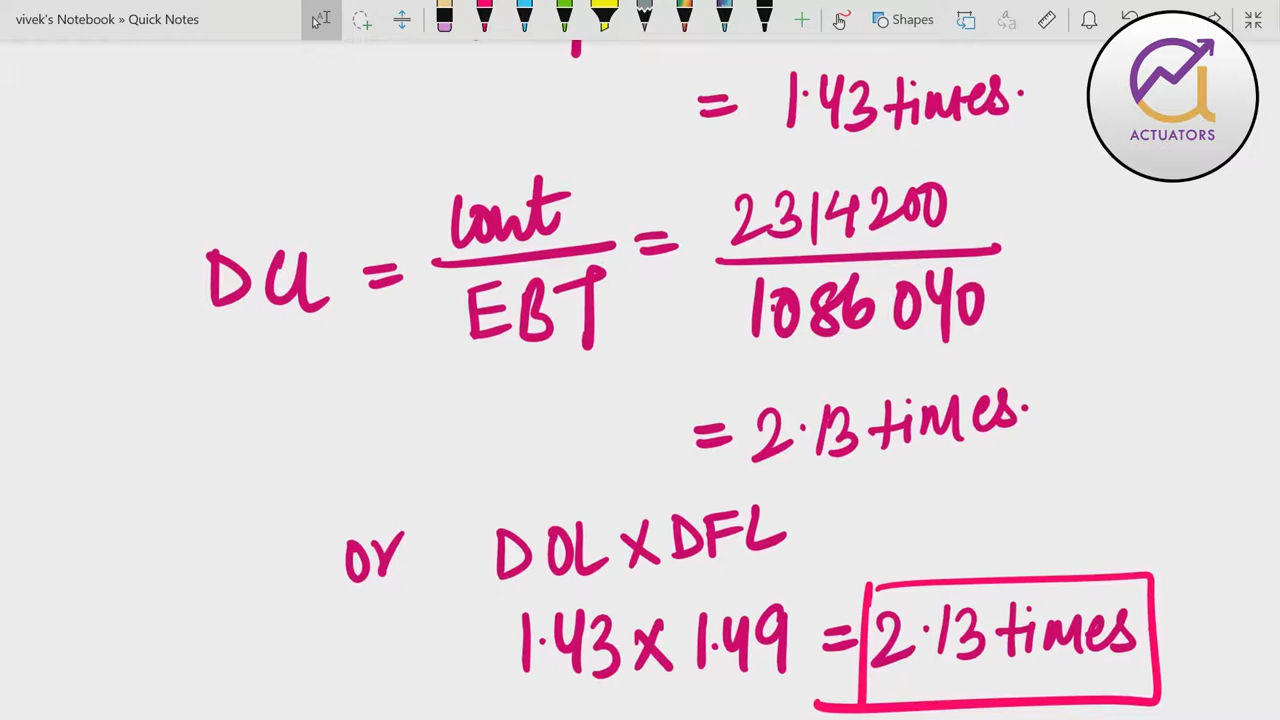 vivek's Notebook » Quick Notes
Shapes
ACTUATORS
= 1.43 times.
DCL = Cont / EBT = 2314200 / 1086040
= 2.13 times.
or DOL X DFL
1.43 x 1.49 = 2.13 times